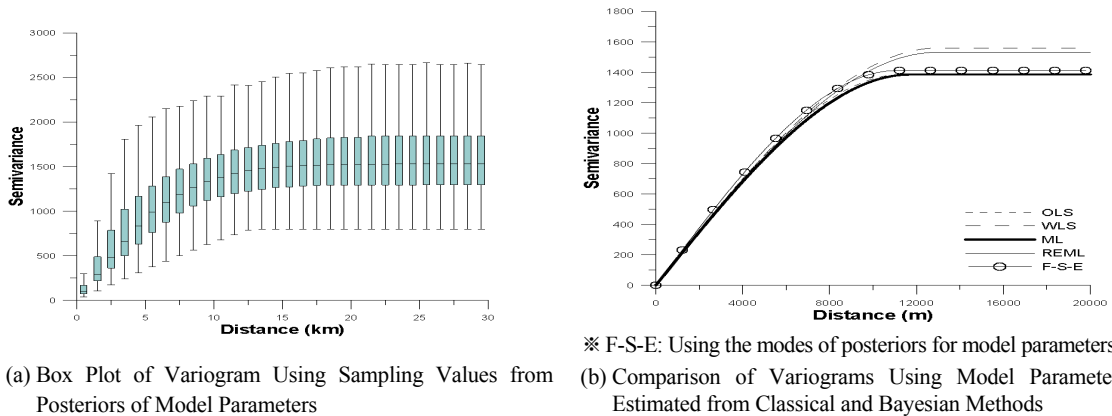 3000
2500
2000
1500
1000
500
0
Semivariance
0 5 10 15 20 25 30
Distance (km)
(a) Box Plot of Variogram Using Sampling Values from
Posteriors of Model Parameters
1800
1600
1400
1200
1000
800
600
400
200
0
Semivariance
OLS
WLS
ML
REML
F-S-E
0 4000 8000 12000 16000 20000
Distance (m)
※ F-S-E: Using the modes of posteriors for model parameters
(b) Comparison of Variograms Using Model Paramete
Estimated from Classical and Bayesian Methods